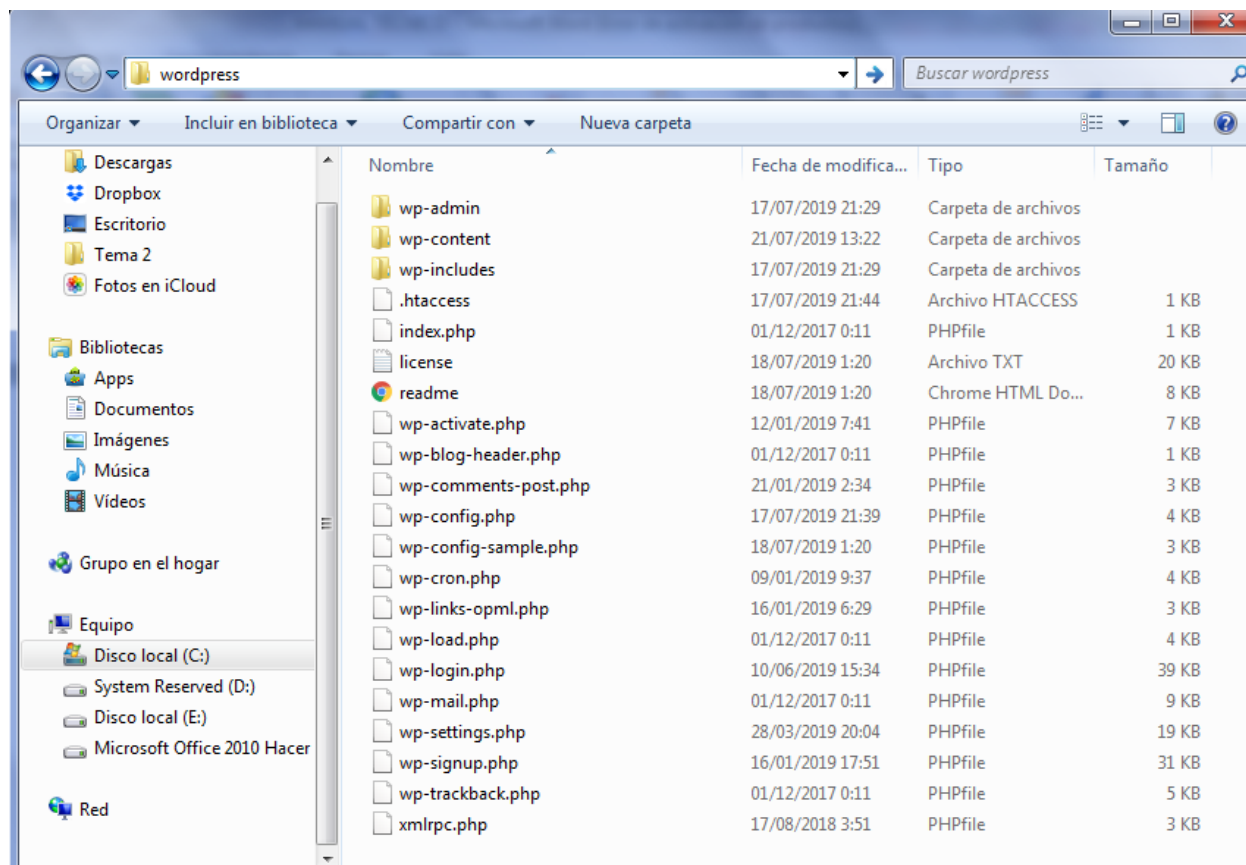 wordpress
Buscar wordpress
Organizar
Incluir en biblioteca
Compartir con
Nueva carpeta
Descargas
Dropbox
Escritorio
Tema 2
Fotos en iCloud
Bibliotecas
Apps
Documentos
Imágenes
Música
Vídeos
Grupo en el hogar
Equipo
Disco local (C:)
System Reserved (D:)
Disco local (E:)
Microsoft Office 2010 Hacer
Red
Nombre Fecha de modifica... Tipo Tamaño
wp-admin 17/07/2019 21:29 Carpeta de archivos
wp-content 21/07/2019 13:22 Carpeta de archivos
wp-includes 17/07/2019 21:29 Carpeta de archivos
.htaccess 17/07/2019 21:44 Archivo HTACCESS 1 KB
index.php 01/12/2017 0:11 PHPfile 1 KB
license 18/07/2019 1:20 Archivo TXT 20 KB
readme 18/07/2019 1:20 Chrome HTML Do... 8 KB
wp-activate.php 12/01/2019 7:41 PHPfile 7 KB
wp-blog-header.php 01/12/2017 0:11 PHPfile 1 KB
wp-comments-post.php 21/01/2019 2:34 PHPfile 3 KB
wp-config.php 17/07/2019 21:39 PHPfile 4 KB
wp-config-sample.php 18/07/2019 1:20 PHPfile 3 KB
wp-cron.php 09/01/2019 9:37 PHPfile 4 KB
wp-links-opml.php 16/01/2019 6:29 PHPfile 3 KB
wp-load.php 01/12/2017 0:11 PHPfile 4 KB
wp-login.php 10/06/2019 15:34 PHPfile 39 KB
wp-mail.php 01/12/2017 0:11 PHPfile 9 KB
wp-settings.php 28/03/2019 20:04 PHPfile 19 KB
wp-signup.php 16/01/2019 17:51 PHPfile 31 KB
wp-trackback.php 01/12/2017 0:11 PHPfile 5 KB
xmlrpc.php 17/08/2018 3:51 PHPfile 3 KB